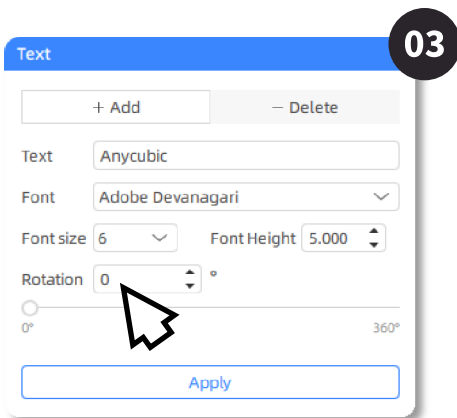 03
Text
+ Add
− Delete
Text Anycubic
Font Adobe Devanagari
Font size 6 Font Height 5.000
Rotation 0 °
0° 360°
Apply